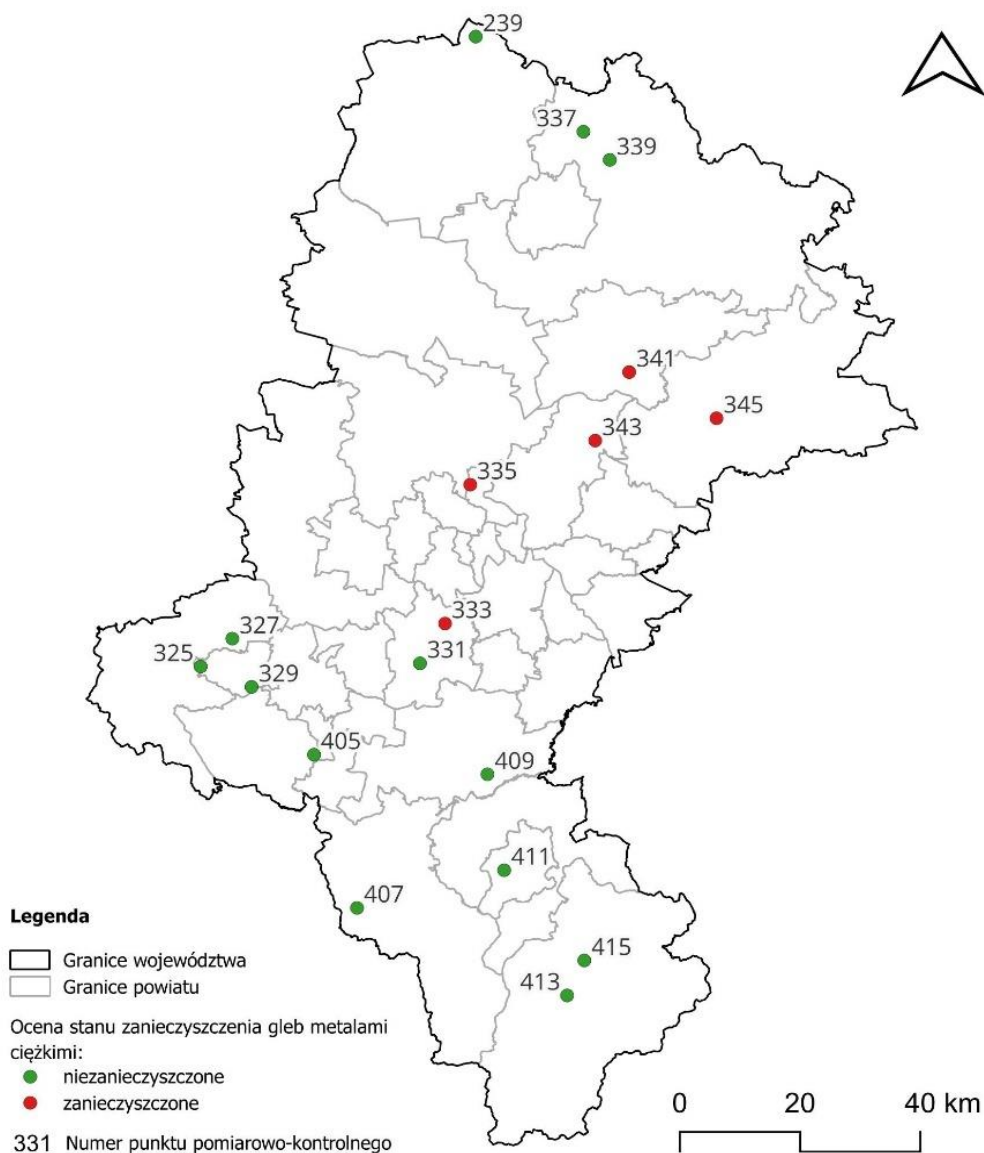 239
337
339
341
345
343
335
333
327
331
325
329
405
409
411
407
415
413
Legenda
Granice województwa
Granice powiatu
Ocena stanu zanieczyszczenia gleb metalami
ciężkimi:
niezanieczyszczone
zanieczyszczone
331 Numer punktu pomiarowo-kontrolnego
0 20 40 km